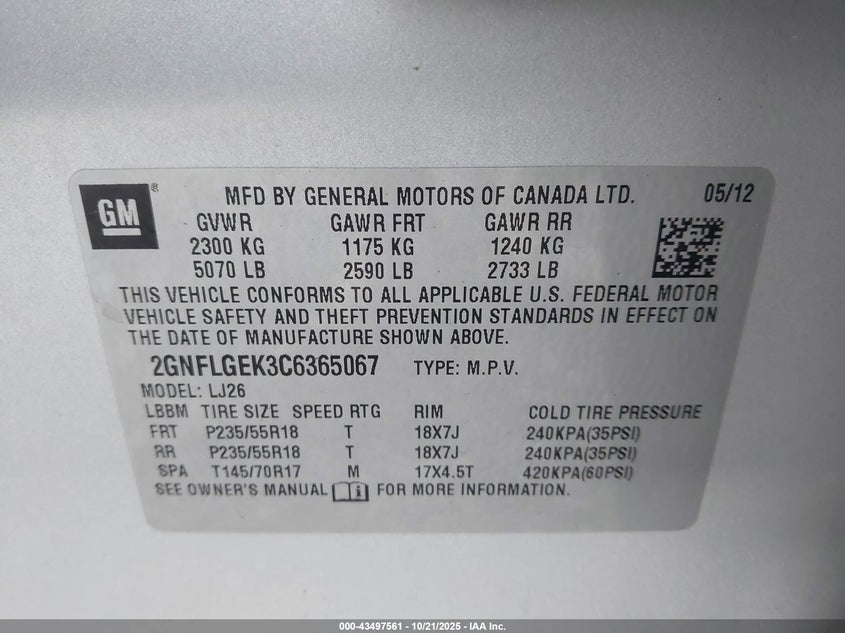 GM
®
MFD BY GENERAL MOTORS OF CANADA LTD. 05/12
GVWR GAWR FRT GAWR RR
2300 KG 1175 KG 1240 KG
5070 LB 2590 LB 2733 LB
THIS VEHICLE CONFORMS TO ALL APPLICABLE U.S. FEDERAL MOTOR
VEHICLE SAFETY AND THEFT PREVENTION STANDARDS IN EFFECT ON
THE DATE OF MANUFACTURE SHOWN ABOVE.
2GNFLGEK3C6365067 TYPE: M.P.V.
MODEL: LJ26
LBBM TIRE SIZE SPEED RTG RIM COLD TIRE PRESSURE
FRT P235/55R18 T 18X7J 240KPA(35PSI)
RR P235/55R18 T 18X7J 240KPA(35PSI)
SPA T145/70R17 M 17X4.5T 420KPA(60PSI)
SEE OWNER'S MANUAL FOR MORE INFORMATION.
000-43497561 - 10/21/2025 - IAA Inc.